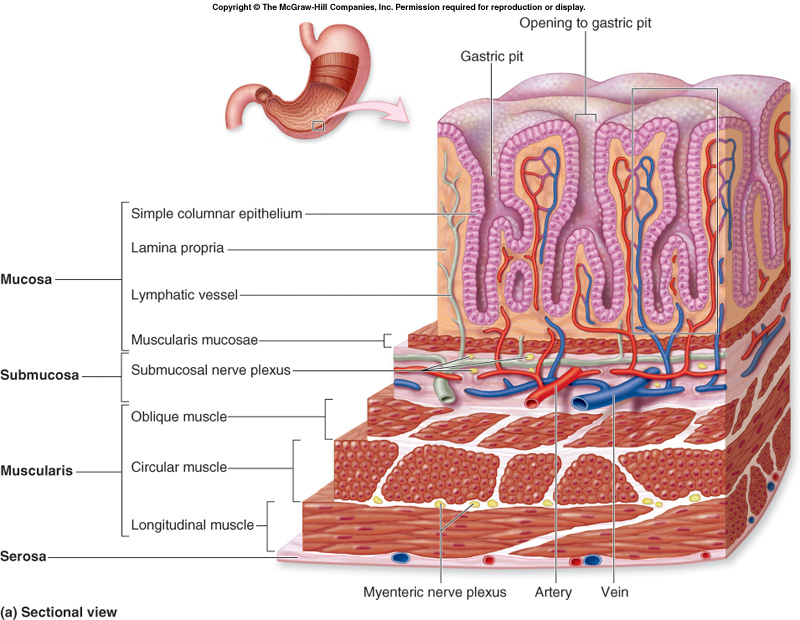 Copyright © The McGraw-Hill Companies, Inc. Permission required for reproduction or display.
Opening to gastric pit
Gastric pit
Simple columnar epithelium
Lamina propria
Mucosa
Lymphatic vessel
Muscularis mucosae
Submucosa
Submucosal nerve plexus
Oblique muscle
Muscularis
Circular muscle
Longitudinal muscle
Serosa
Myenteric nerve plexus Artery Vein
(a) Sectional view